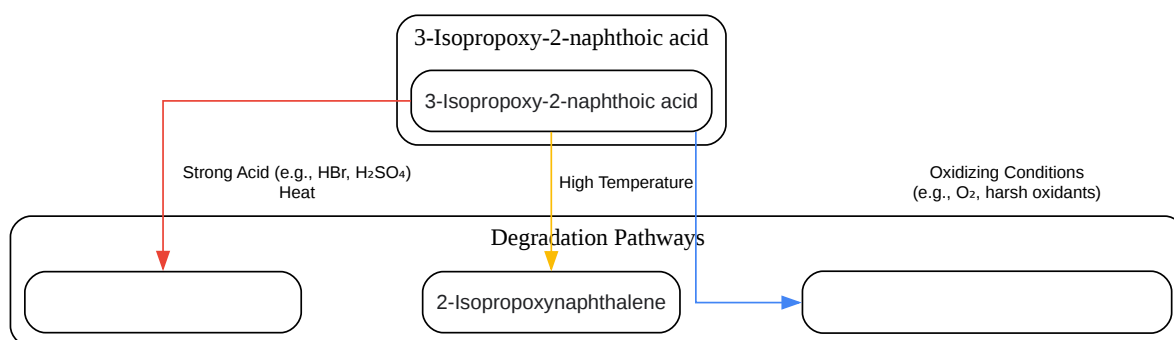 3-Isopropoxy-2-naphthoic acid
3-Isopropoxy-2-naphthoic acid
Strong Acid (e.g., HBr, H₂SO₄)
Heat
High Temperature
Oxidizing Conditions
(e.g., O₂, harsh oxidants)
Degradation Pathways
2-Isopropoxynaphthalene